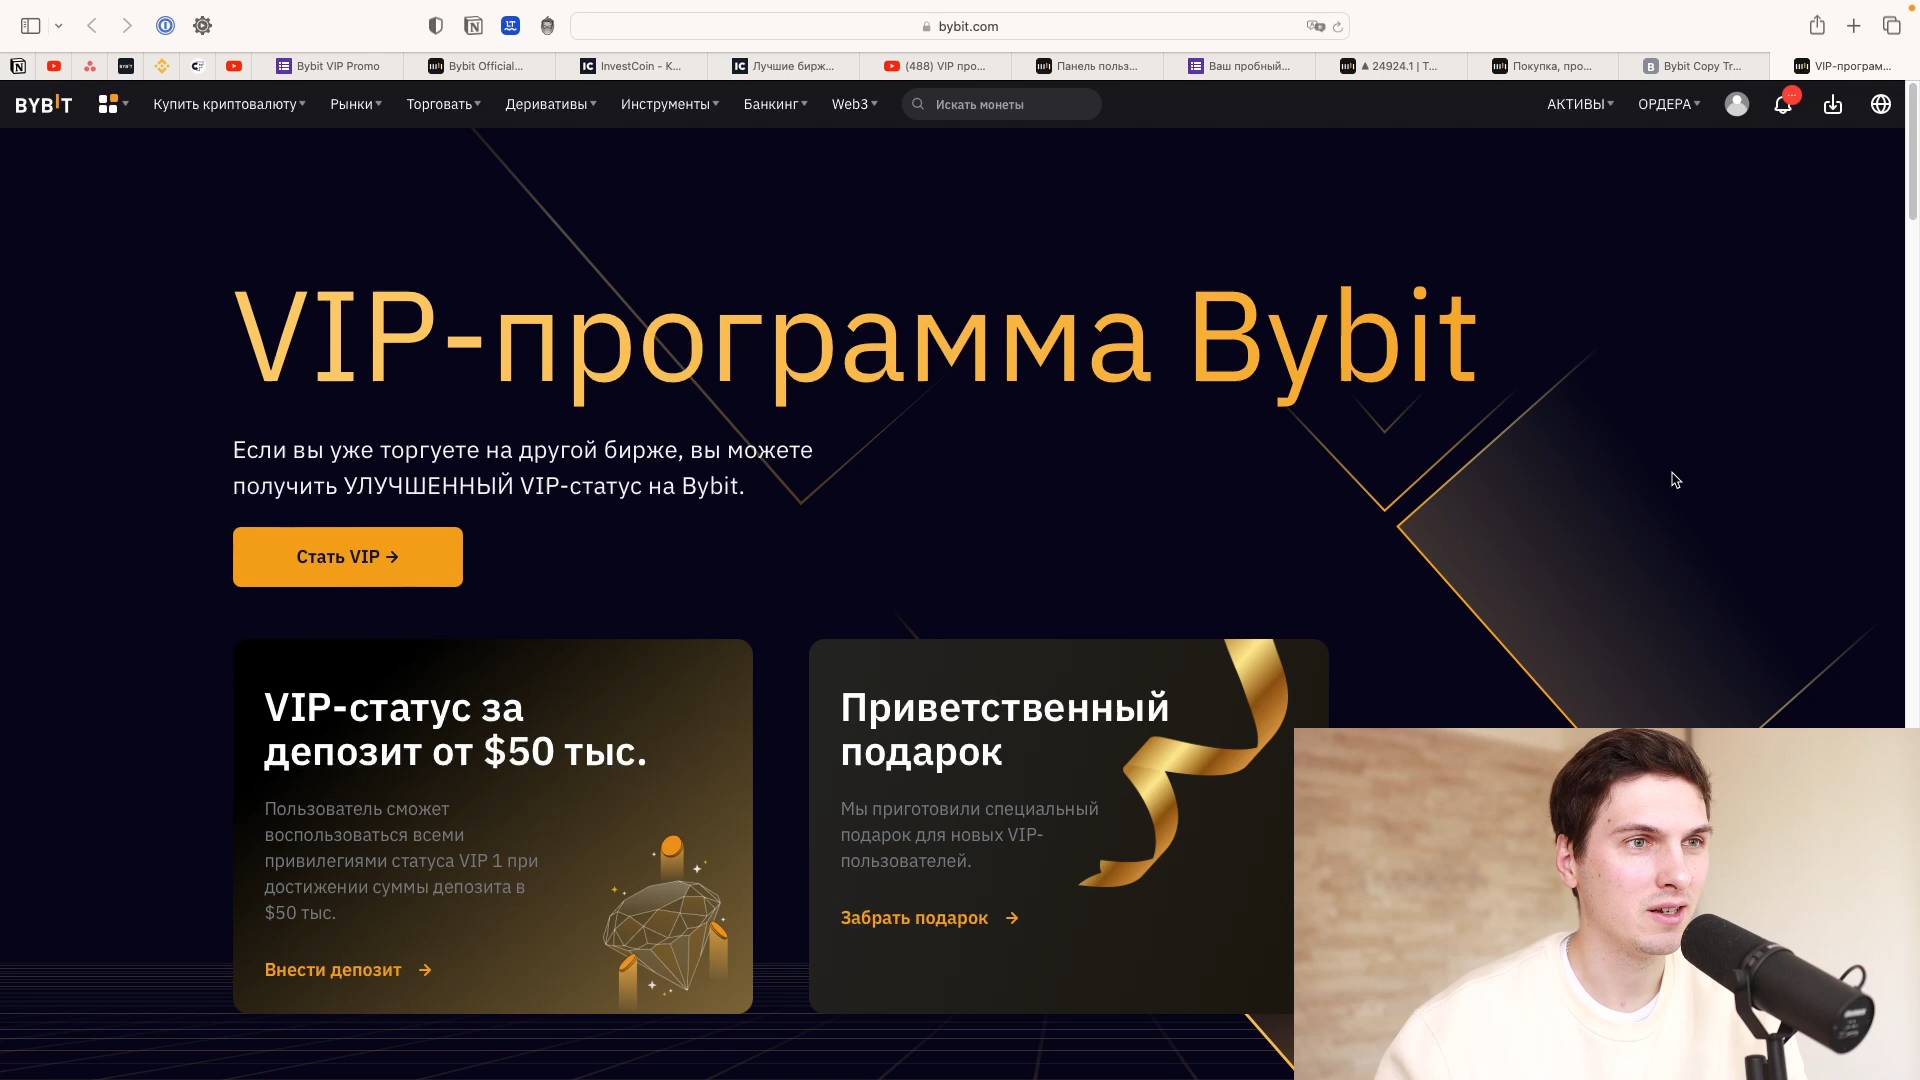 bybit.com
Bybit VIP Promo
Bybit Official...
InvestCoin - K...
Лучшие бирж...
(488) VIP про...
Панель польз...
Ваш пробный...
▲ 24924.1 | T...
Покупка, про...
Bybit Copy Tr...
VIP-програм...
BYBIT
Купить криптовалюту
Рынки
Торговать
Деривативы
Инструменты
Банкинг
Web3
Искать монеты
АКТИВЫ
ОРДЕРА
VIP-программа Bybit
Если вы уже торгуете на другой бирже, вы можете
получить УЛУЧШЕННЫЙ VIP-статус на Bybit.
Стать VIP →
VIP-статус за
депозит от $50 тыс.
Пользователь сможет
воспользоваться всеми
привилегиями статуса VIP 1 при
достижении суммы депозита в
$50 тыс.
Внести депозит →
Приветственный
подарок
Мы приготовили специальный
подарок для новых VIP-
пользователей.
Забрать подарок →